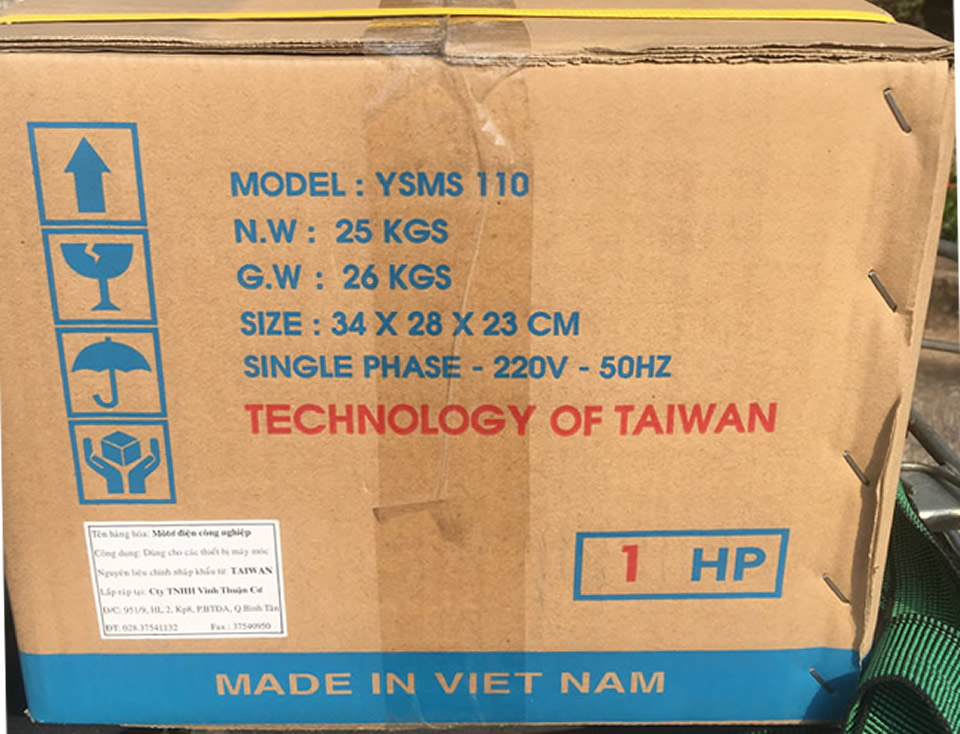 MODEL : YSMS 110
N.W : 25 KGS
G.W : 26 KGS
SIZE : 34 X 28 X 23 CM
SINGLE PHASE - 220V - 50HZ
TECHNOLOGY OF TAIWAN
1 HP
Tên hàng hóa: Môtơ điện công nghiệp
Công dụng: Dùng cho các thiết bị máy móc
Nguyên liệu chính nhập khẩu từ: TAIWAN
Lắp ráp tại: Cty TNHH Vĩnh Thuận Cơ
Đ/C: 951/9, HL 2, Kp8, P.BTĐA, Q.Bình Tân
ĐT: 028.37541132 Fax : 37540950
MADE IN VIET NAM